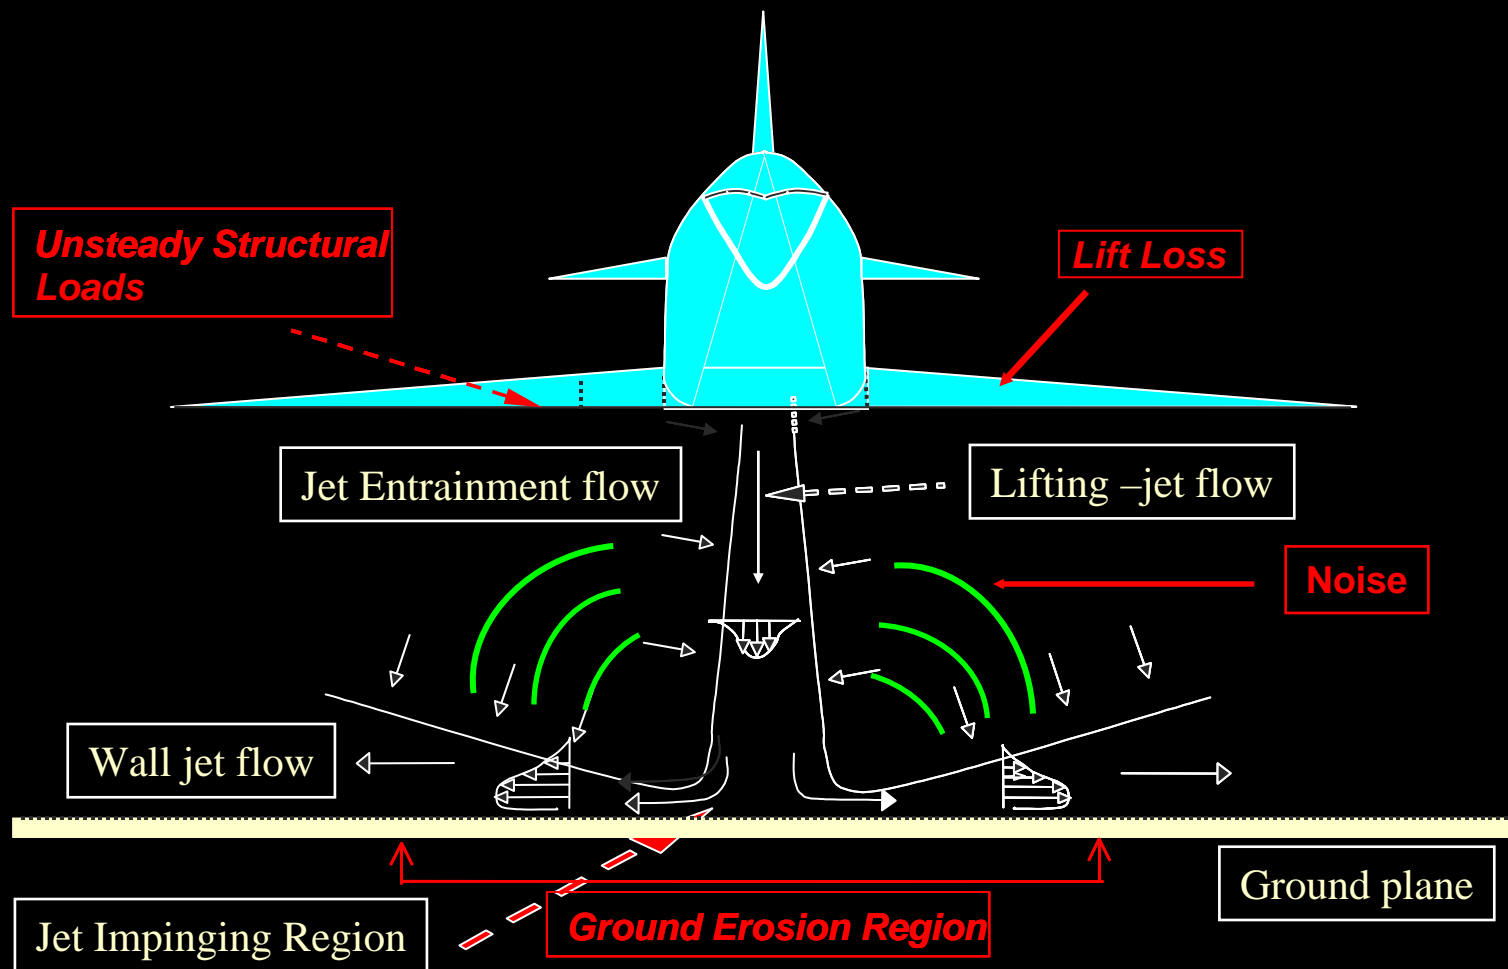 Unsteady Structural
Loads
Lift Loss
Jet Entrainment flow
Lifting –jet flow
Noise
Wall jet flow
Ground plane
Jet Impinging Region
Ground Erosion Region